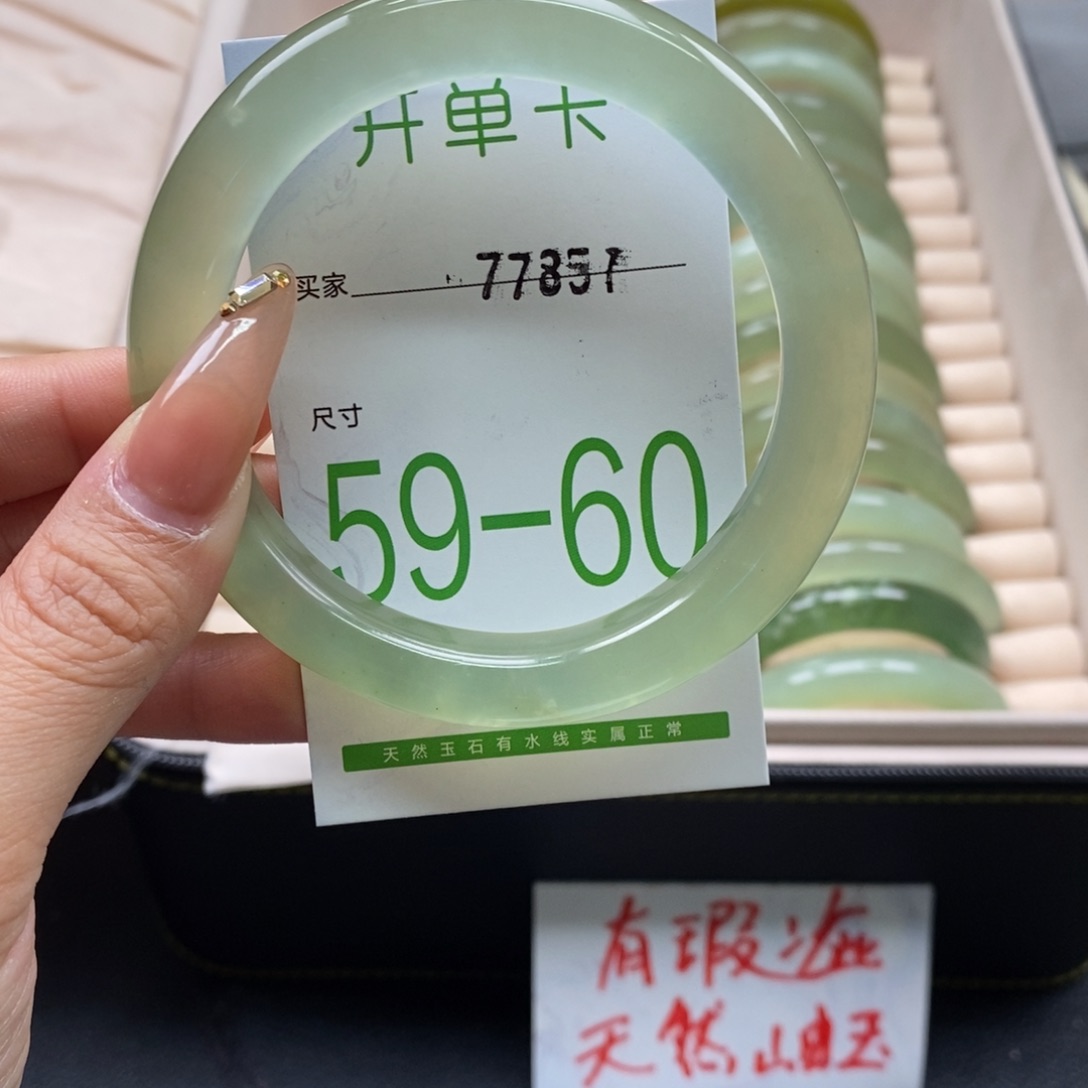 开单卡
买家 77857
尺寸
59-60
天然玉石有水线实属正常
有瑕疵
天然岫玉